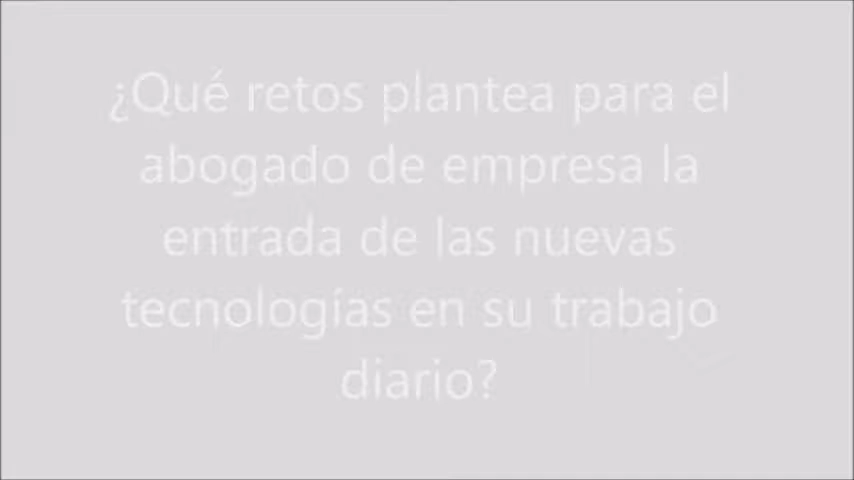 ¿Qué retos plantea para el
abogado de empresa la
entrada de las nuevas
tecnologías en su trabajo
diario?